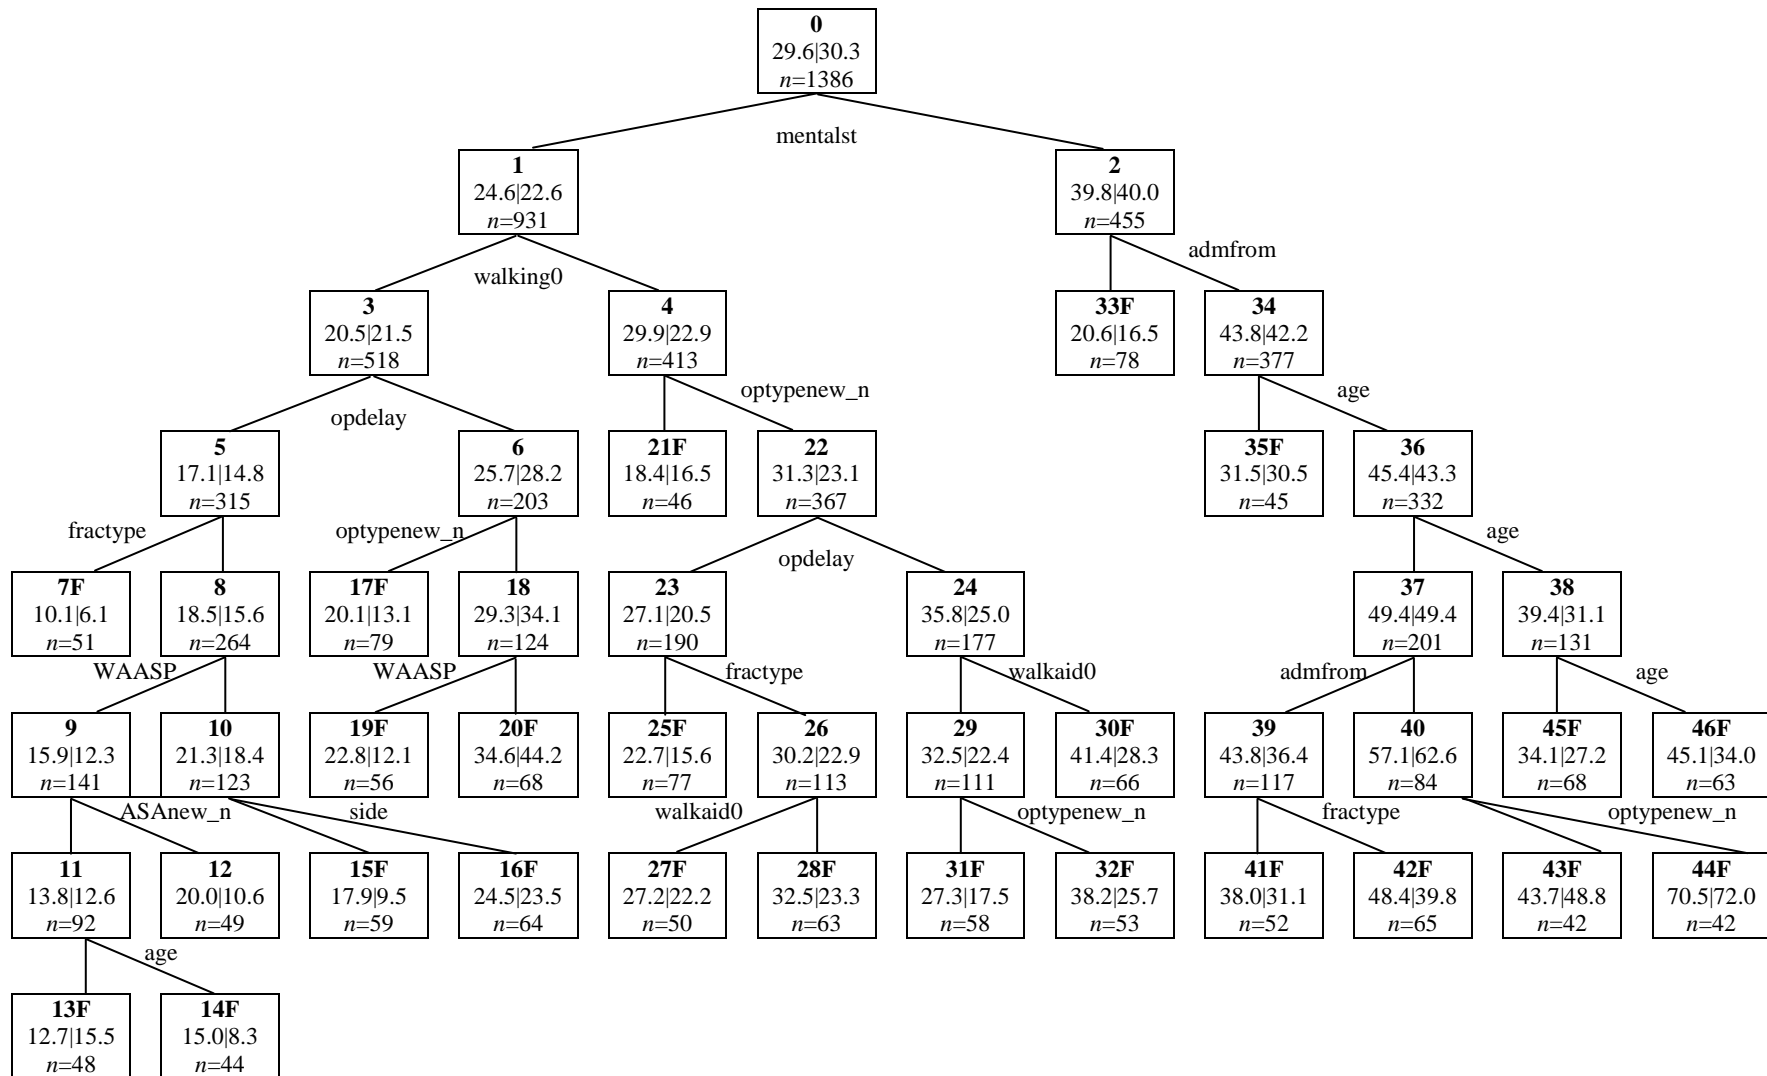 0
29.6|30.3
n=1386
mentalst
1
24.6|22.6
n=931
2
39.8|40.0
n=455
walking0
admfrom
3
20.5|21.5
n=518
4
29.9|22.9
n=413
33F
20.6|16.5
n=78
34
43.8|42.2
n=377
opdelay
optypenew_n
age
5
17.1|14.8
n=315
6
25.7|28.2
n=203
21F
18.4|16.5
n=46
22
31.3|23.1
n=367
35F
31.5|30.5
n=45
36
45.4|43.3
n=332
fractype
optypenew_n
opdelay
age
7F
10.1|6.1
n=51
8
18.5|15.6
n=264
17F
20.1|13.1
n=79
18
29.3|34.1
n=124
23
27.1|20.5
n=190
24
35.8|25.0
n=177
37
49.4|49.4
n=201
38
39.4|31.1
n=131
WAASP
WAASP
fractype
walkaid0
admfrom
age
9
15.9|12.3
n=141
10
21.3|18.4
n=123
19F
22.8|12.1
n=56
20F
34.6|44.2
n=68
25F
22.7|15.6
n=77
26
30.2|22.9
n=113
29
32.5|22.4
n=111
30F
41.4|28.3
n=66
39
43.8|36.4
n=117
40
57.1|62.6
n=84
45F
34.1|27.2
n=68
46F
45.1|34.0
n=63
ASAnew_n
side
walkaid0
optypenew_n
fractype
optypenew_n
11
13.8|12.6
n=92
12
20.0|10.6
n=49
15F
17.9|9.5
n=59
16F
24.5|23.5
n=64
27F
27.2|22.2
n=50
28F
32.5|23.3
n=63
31F
27.3|17.5
n=58
32F
38.2|25.7
n=53
41F
38.0|31.1
n=52
42F
48.4|39.8
n=65
43F
43.7|48.8
n=42
44F
70.5|72.0
n=42
age
13F
12.7|15.5
n=48
14F
15.0|8.3
n=44